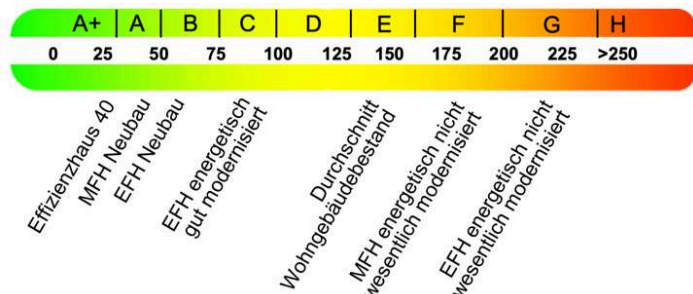 A+ A B C D E F G H
0 25 50 75 100 125 150 175 200 225 >250
Effizienzhaus 40
MFH Neubau
EFH Neubau
EFH energetisch
gut modernisiert
Durchschnitt
Wohngebäudebestand
MFH energetisch nicht
wesentlich modernisiert
EFH energetisch nicht
wesentlich modernisiert